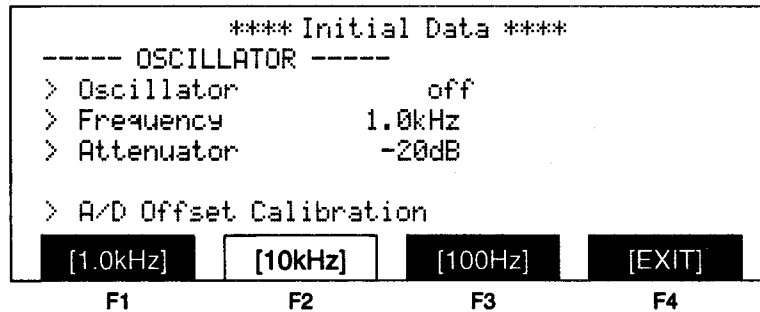 **** Initial Data ****
----- OSCILLATOR -----
> Oscillator off
> Frequency 1.0kHz
> Attenuator -20dB
> A/D Offset Calibration
[1.0kHz] [10kHz] [100Hz] [EXIT]
F1 F2 F3 F4